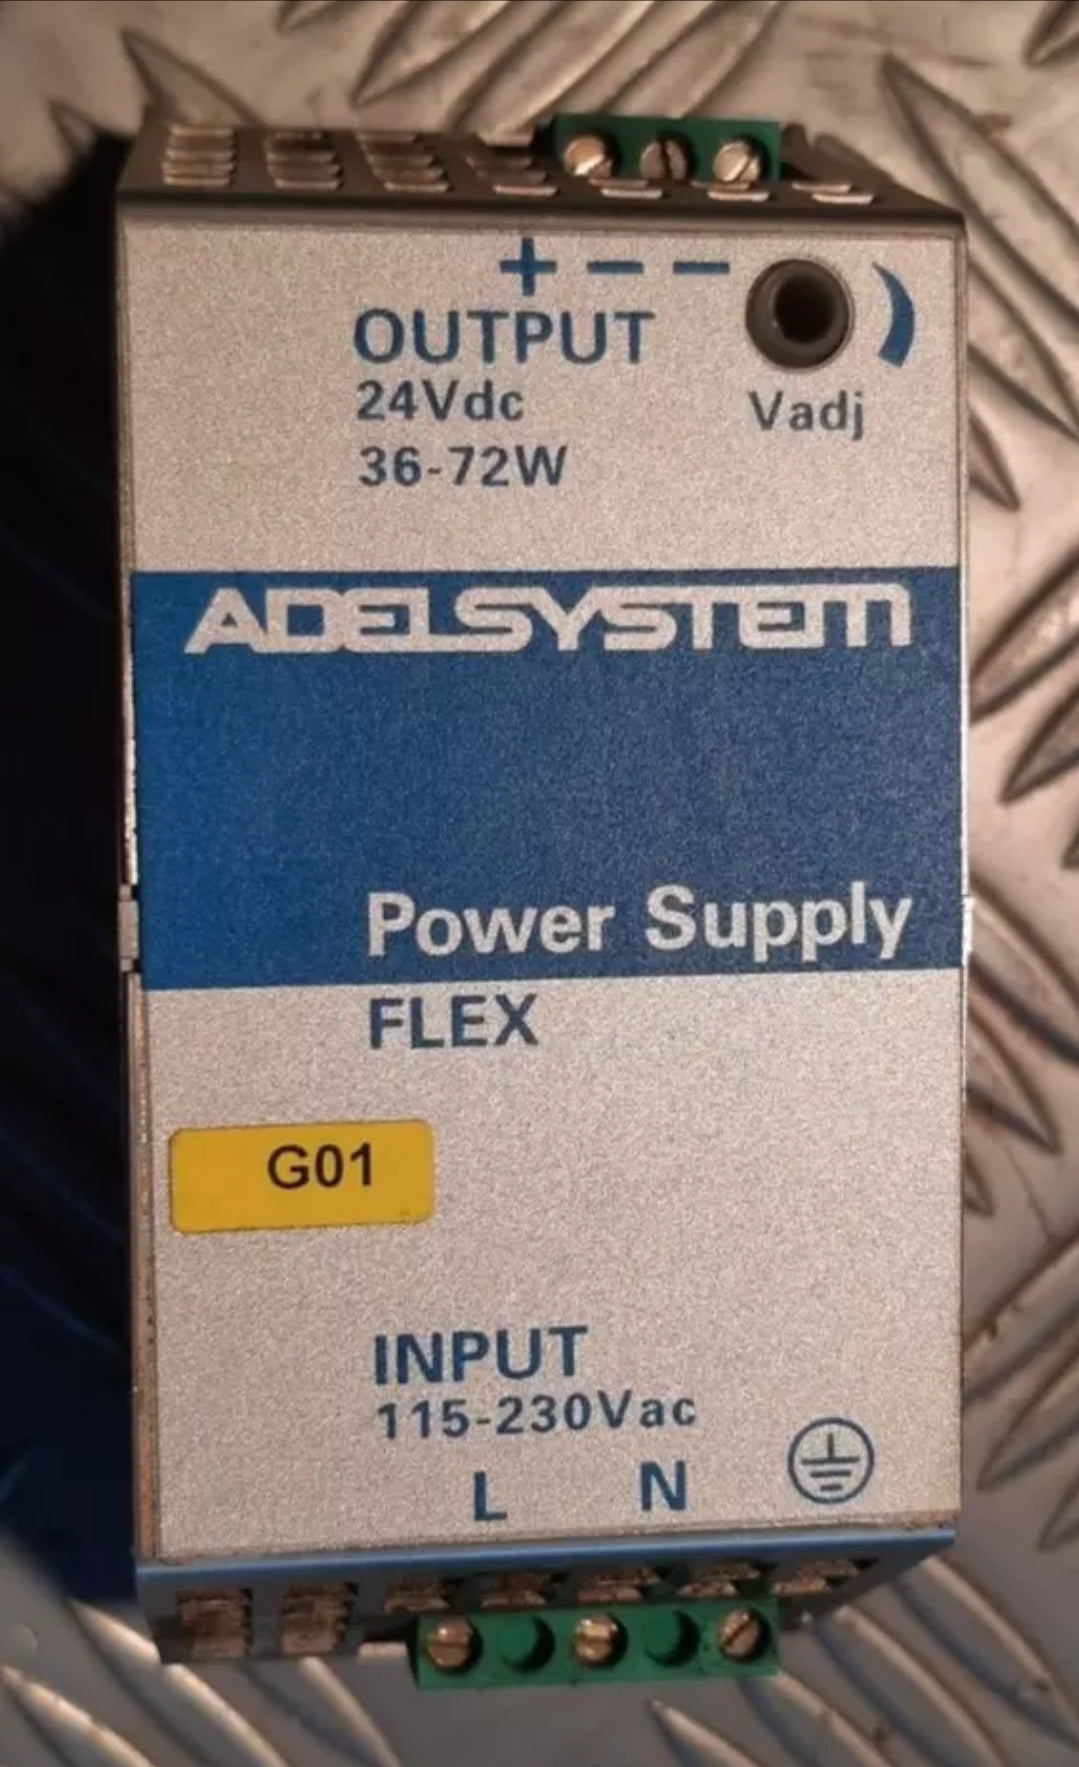 + − −
OUTPUT
24Vdc
36-72W
Vadj
ADELSYSTEM
Power Supply
FLEX
G01
INPUT
115-230Vac
L N